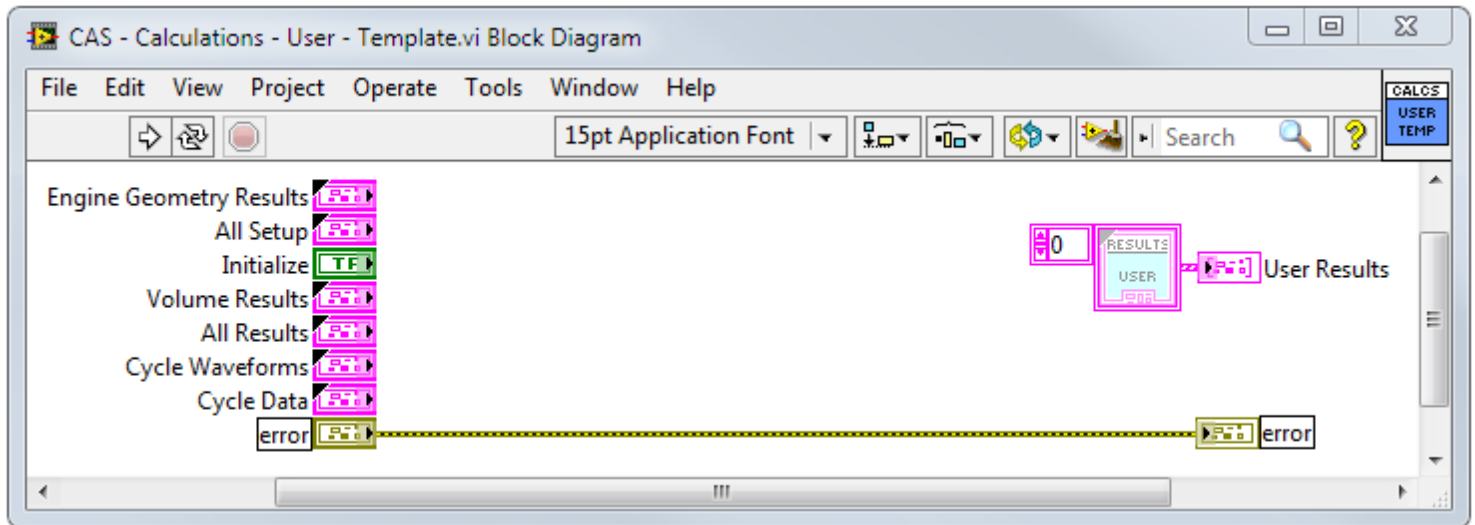 CAS - Calculations - User - Template.vi Block Diagram
File Edit View Project Operate Tools Window Help
15pt Application Font
Search
?
CALCS
USER
TEMP
Engine Geometry Results
All Setup
Initialize TF
Volume Results
All Results
Cycle Waveforms
Cycle Data
error
0
RESULTS
USER
User Results
error